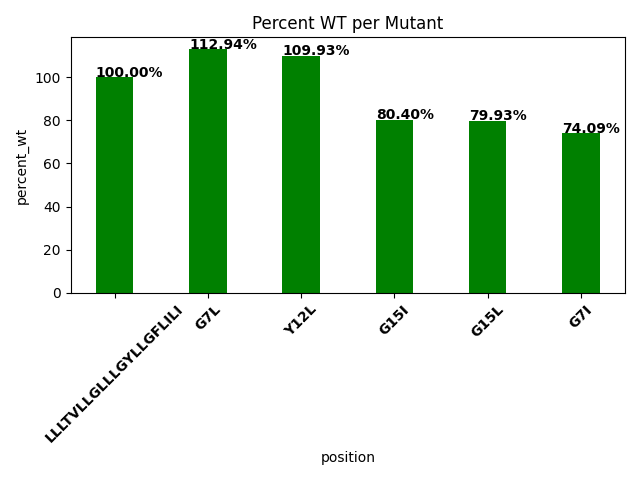 Percent WT per Mutant
percent_wt
100
80
60
40
20
0
100.00%
112.94%
109.93%
80.40%
79.93%
74.09%
LLLTVLLGLLLGYLLGFLILI
G7L
Y12L
G15I
G15L
G7I
position